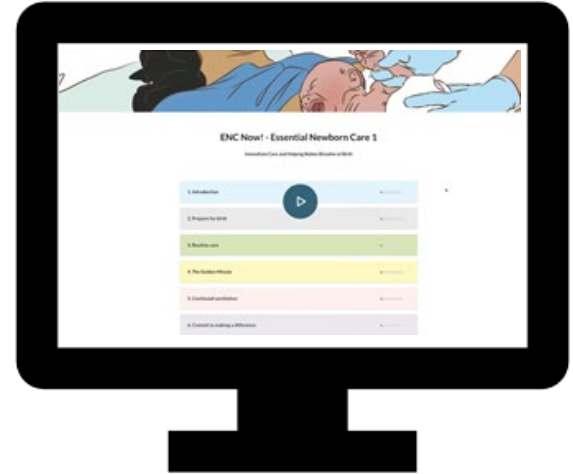 ENC Now! - Essential Newborn Care 1
Immediate Care and Helping Babies Breathe at Birth
1. Introduction
2. Prepare for birth
3. Routine care
4. The Golden Minute
5. Continued ventilation
6. Commit to making a difference